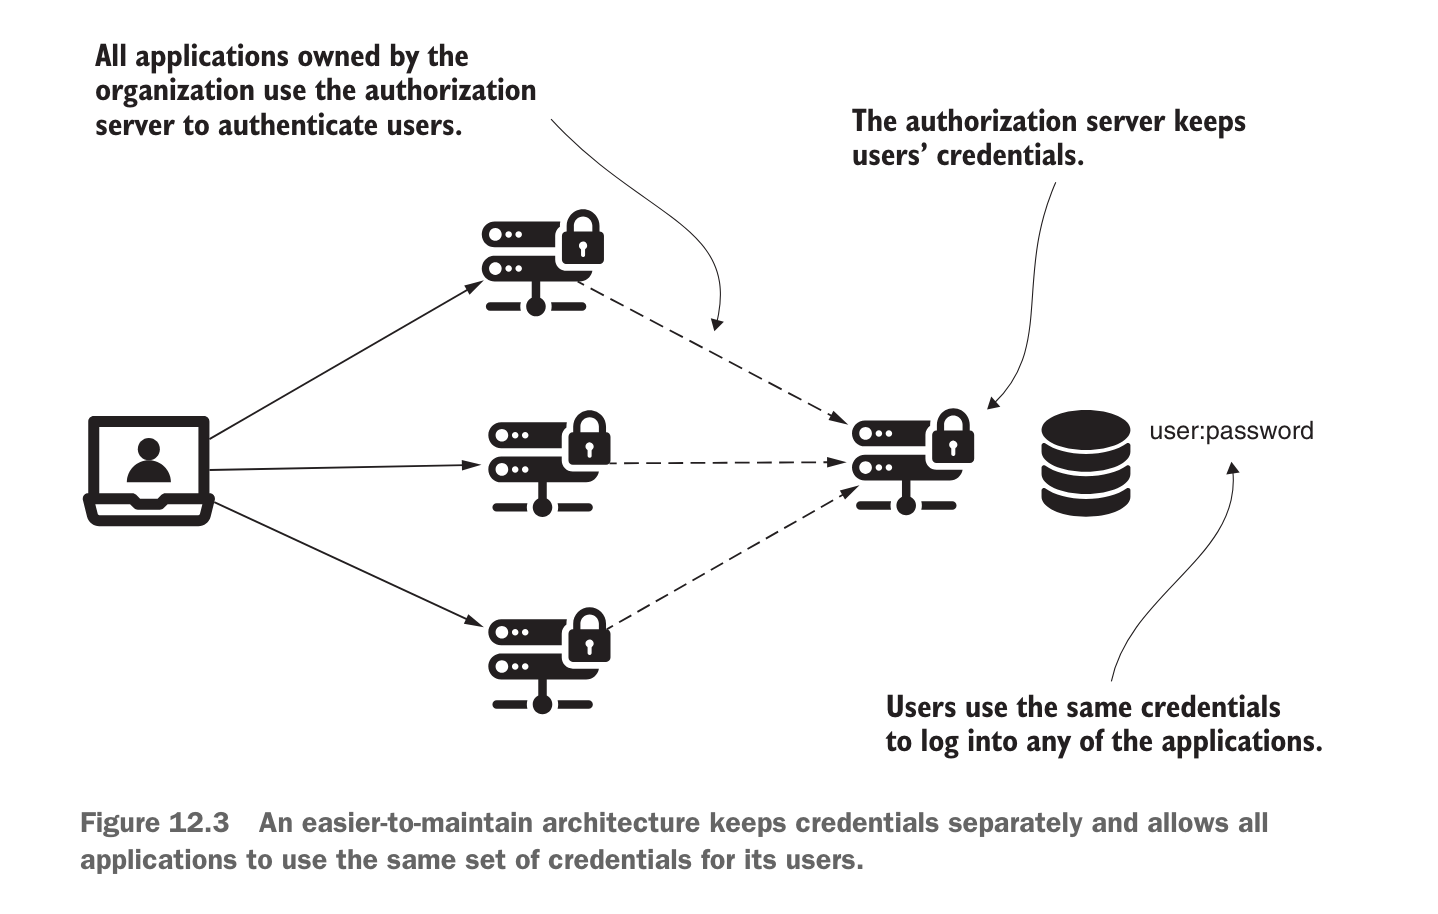 All applications owned by the
organization use the authorization
server to authenticate users.
The authorization server keeps
users’ credentials.
user:password
Users use the same credentials
to log into any of the applications.
Figure 12.3 An easier-to-maintain architecture keeps credentials separately and allows all
applications to use the same set of credentials for its users.